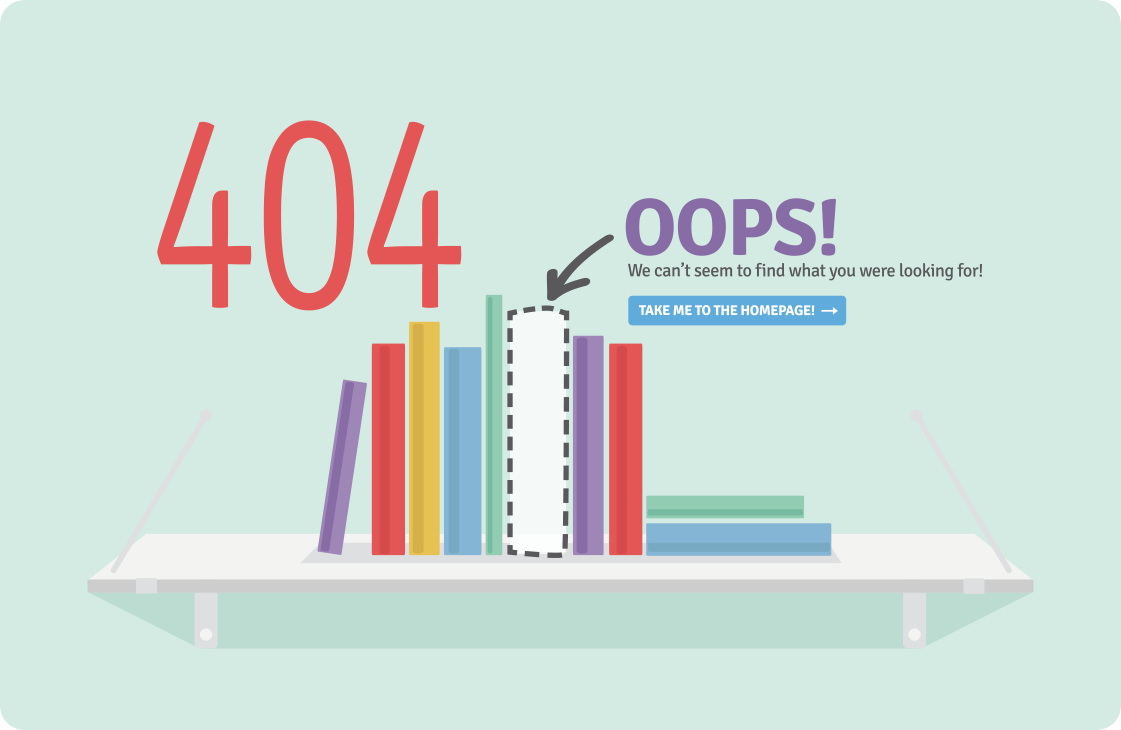 404
OOPS!
We can’t seem to find what you were looking for!
TAKE ME TO THE HOMEPAGE! →